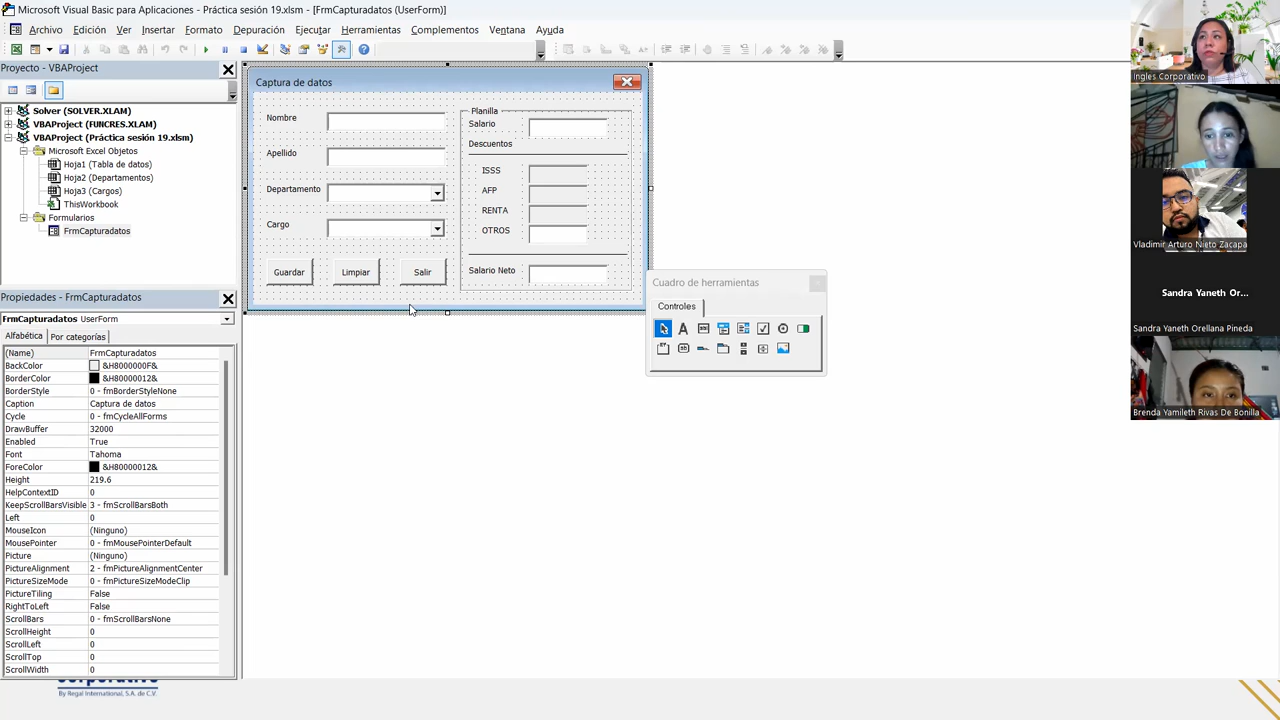 Microsoft Visual Basic para Aplicaciones - Práctica sesión 19.xlsm - [FrmCapturadatos (UserForm)]
Archivo Edición Ver Insertar Formato Depuración Ejecutar Herramientas Complementos Ventana Ayuda
Proyecto - VBAProject
Solver (SOLVER.XLAM)
VBAProject (FUNCRES.XLAM)
VBAProject (Práctica sesión 19.xlsm)
Microsoft Excel Objetos
Hoja1 (Tabla de datos)
Hoja2 (Departamentos)
Hoja3 (Cargos)
ThisWorkbook
Formularios
FrmCapturadatos
Propiedades - FrmCapturadatos
FrmCapturadatos UserForm
Alfabética Por categorías
(Name) FrmCapturadatos
BackColor &H8000000F&
BorderColor &H80000012&
BorderStyle 0 - fmBorderStyleNone
Caption Captura de datos
Cycle 0 - fmCycleAllForms
DrawBuffer 32000
Enabled True
Font Tahoma
ForeColor &H80000012&
Height 219.6
HelpContextID 0
KeepScrollBarsVisible 3 - fmScrollBarsBoth
Left 0
MouseIcon (Ninguno)
MousePointer 0 - fmMousePointerDefault
Picture (Ninguno)
PictureAlignment 2 - fmPictureAlignmentCenter
PictureSizeMode 0 - fmPictureSizeModeClip
PictureTiling False
RightToLeft False
ScrollBars 0 - fmScrollBarsNone
ScrollHeight 0
ScrollLeft 0
ScrollTop 0
ScrollWidth 0
Captura de datos
Nombre
Apellido
Departamento
Cargo
Guardar Limpiar Salir
Planilla
Salario
Descuentos
ISSS
AFP
RENTA
OTROS
Salario Neto
Cuadro de herramientas
Controles
Ingles Corporativo
Vladimir Arturo Nieto Zacapa
Sandra Yaneth Or...
Sandra Yaneth Orellana Pineda
Brenda Yamileth Rivas De Bonilla
By Regal International, S.A. de C.V.